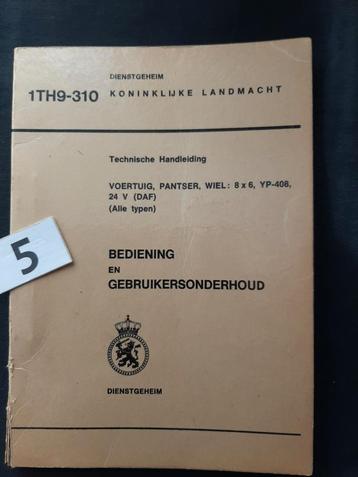 DIENSTGEHEIM
1TH9-310 KONINKLIJKE LANDMACHT
Technische Handleiding
VOERTUIG, PANTSER, WIEL: 8 x 6, YP-408,
24 V (DAF)
(Alle typen)
5
BEDIENING
EN
GEBRUIKERSONDERHOUD
DIENSTGEHEIM